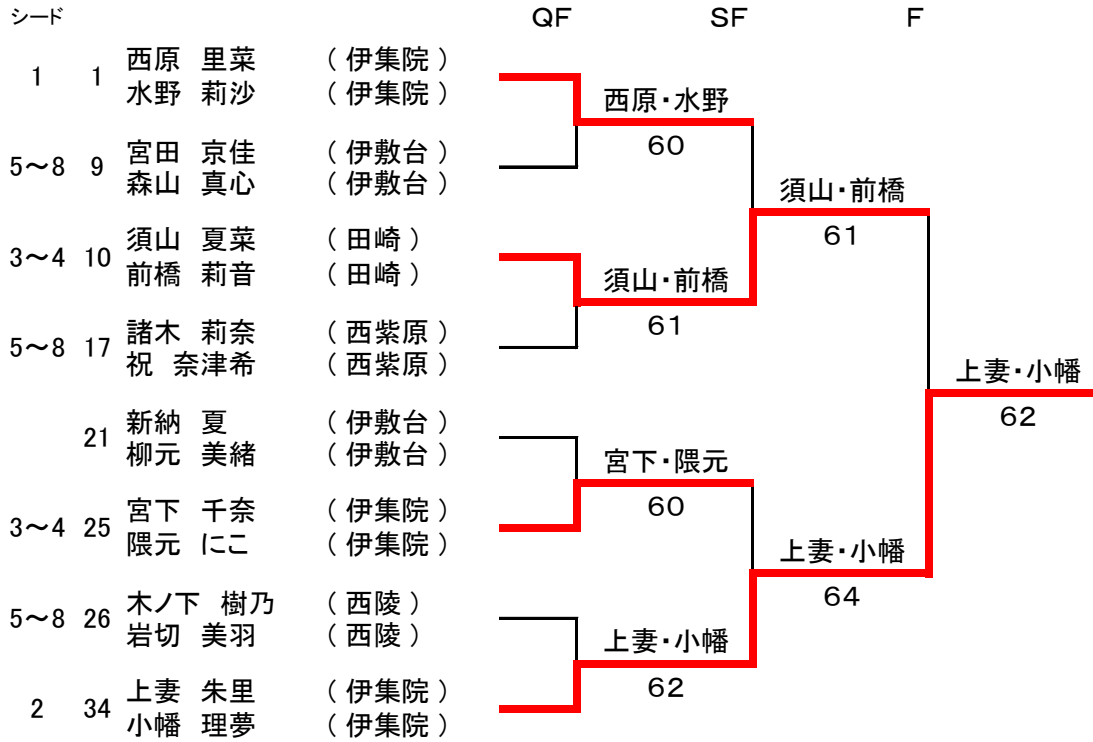 シード QF SF F
1 1 西原 里菜 (伊集院)
水野 莉沙 (伊集院)
西原・水野
60
5~8 9 宮田 京佳 (伊敷台)
森山 真心 (伊敷台)
須山・前橋
61
3~4 10 須山 夏菜 (田崎)
前橋 莉音 (田崎)
須山・前橋
61
5~8 17 諸木 莉奈 (西紫原)
祝 奈津希 (西紫原)
上妻・小幡
62
21 新納 夏 (伊敷台)
柳元 美緒 (伊敷台)
宮下・隈元
60
3~4 25 宮下 千奈 (伊集院)
隈元 にこ (伊集院)
上妻・小幡
64
5~8 26 木ノ下 樹乃 (西陵)
岩切 美羽 (西陵)
上妻・小幡
62
2 34 上妻 朱里 (伊集院)
小幡 理夢 (伊集院)